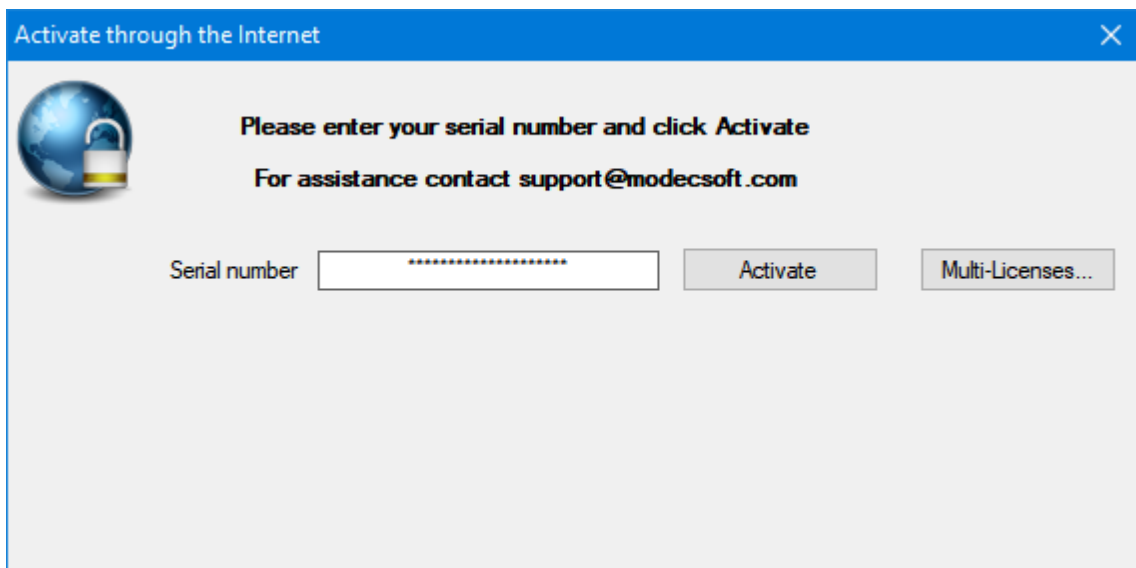 Activate through the Internet
Please enter your serial number and click Activate
For assistance contact support@modecsoft.com
Serial number ******************** Activate Multi-Licenses...